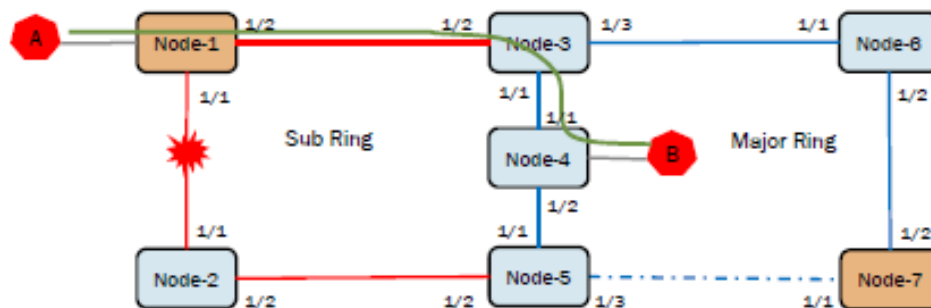 1/2 1/2 1/3 1/1
A Node-1 Node-3 Node-6
1/1 1/1 1/2
1/1
Sub Ring B Major Ring
Node-4
1/2
1/1 1/1 1/2
Node-2 Node-5 Node-7
1/2 1/2 1/3 1/1